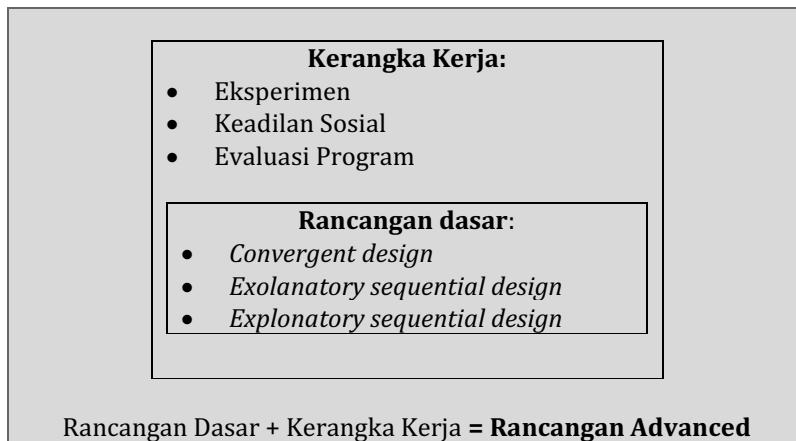 Kerangka Kerja:
• Eksperimen
• Keadilan Sosial
• Evaluasi Program
Rancangan dasar:
• Convergent design
• Exolanatory sequential design
• Explonatory sequential design
Rancangan Dasar + Kerangka Kerja = Rancangan Advanced